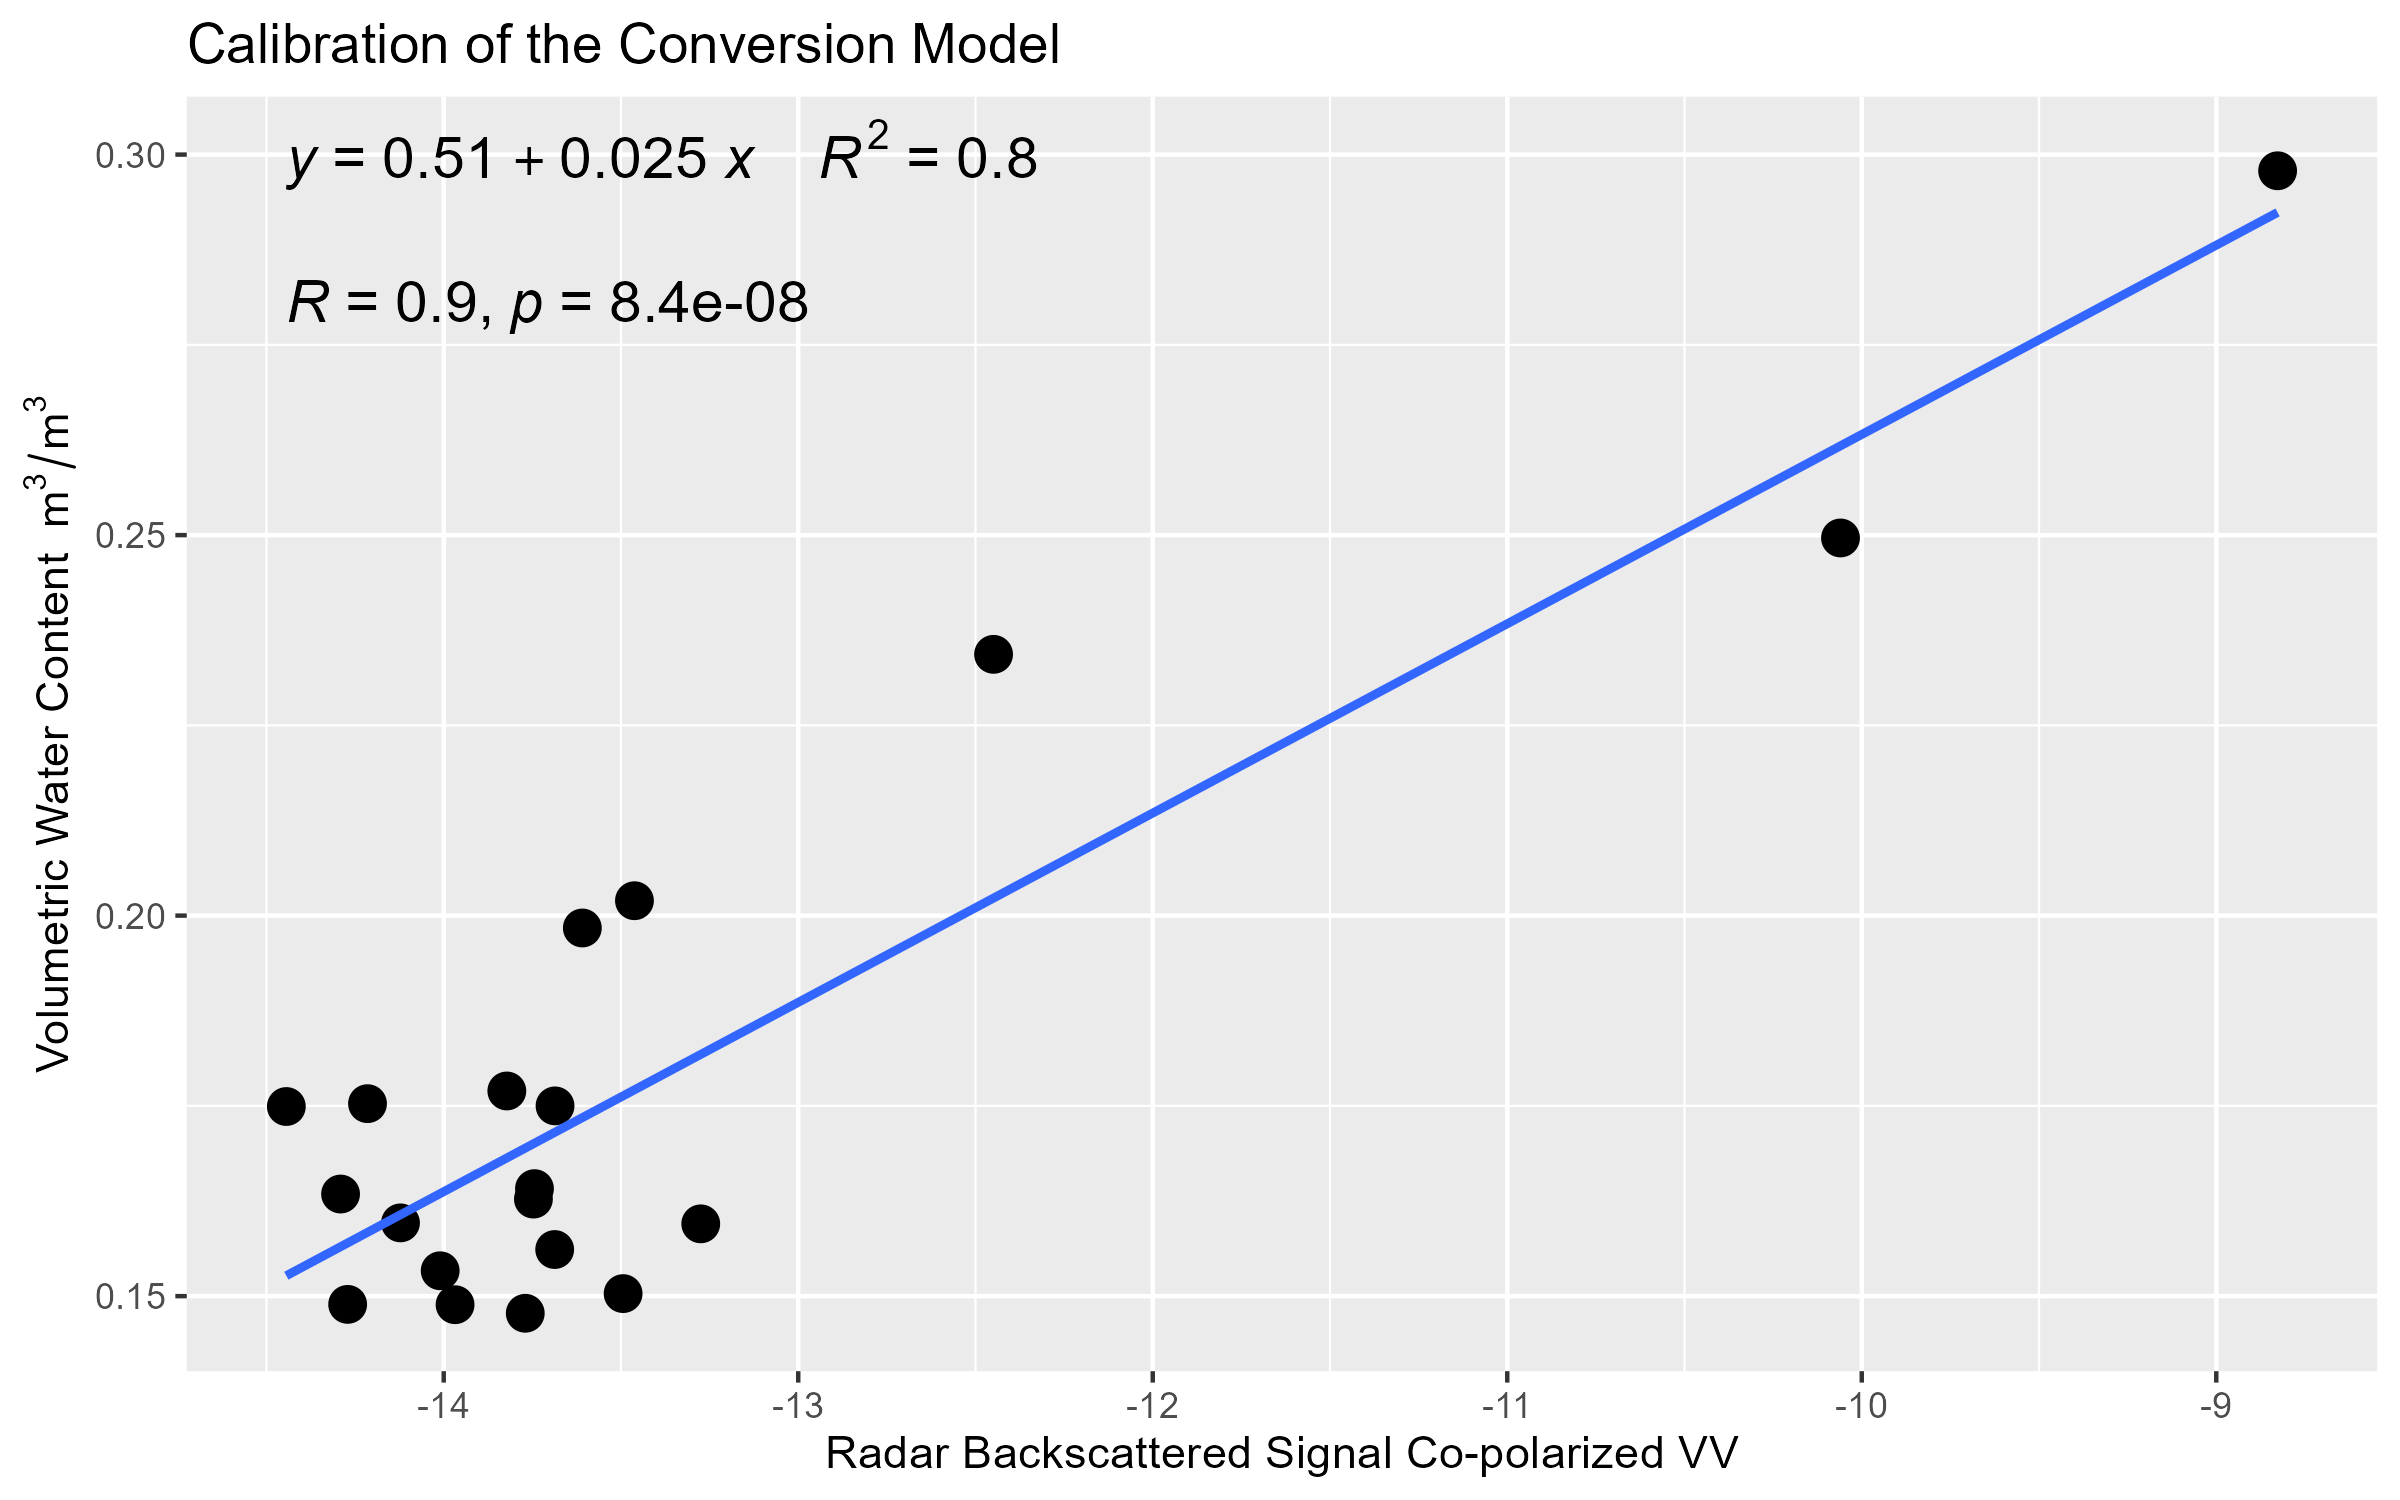 Calibration of the Conversion Model
y = 0.51 + 0.025 x R² = 0.8
R = 0.9, p = 8.4e-08
Volumetric Water Content m³/m³
0.30
0.25
0.20
0.15
-14 -13 -12 -11 -10 -9
Radar Backscattered Signal Co-polarized VV